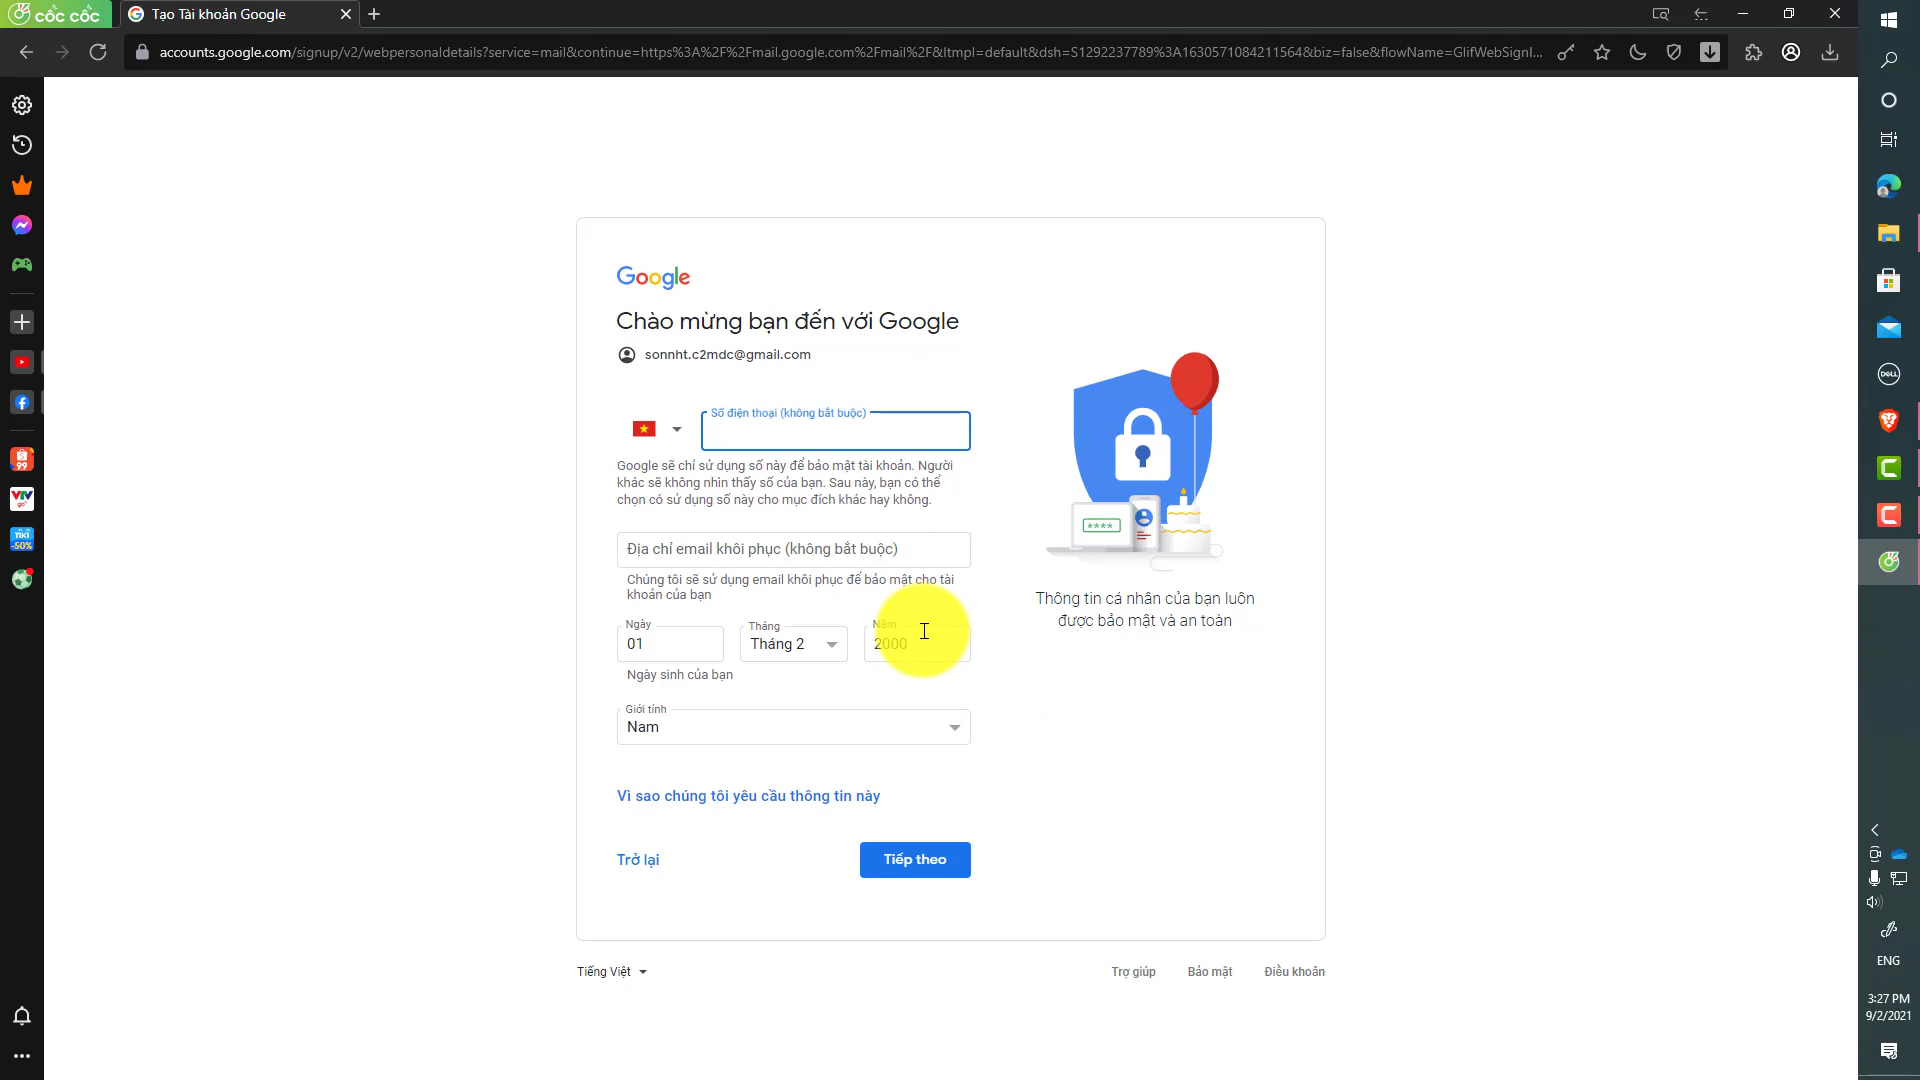 cốc cốc
Tạo Tài khoản Google
accounts.google.com/signup/v2/webpersonaldetails?service=mail&continue=https%3A%2F%2Fmail.google.com%2Fmail%2F&ltmpl=default&dsh=S1292237789%3A1630571084211564&biz=false&flowName=GlifWebSignI...
Google
Chào mừng bạn đến với Google
sonnht.c2mdc@gmail.com
Số điện thoại (không bắt buộc)
Google sẽ chỉ sử dụng số này để bảo mật tài khoản. Người
khác sẽ không nhìn thấy số của bạn. Sau này, bạn có thể
chọn có sử dụng số này cho mục đích khác hay không.
Địa chỉ email khôi phục (không bắt buộc)
Chúng tôi sẽ sử dụng email khôi phục để bảo mật cho tài
khoản của bạn
Ngày
01
Tháng
Tháng 2
Năm
2000
Ngày sinh của bạn
Giới tính
Nam
Vì sao chúng tôi yêu cầu thông tin này
Trở lại
Tiếp theo
****
Thông tin cá nhân của bạn luôn
được bảo mật và an toàn
Tiếng Việt
Trợ giúp
Bảo mật
Điều khoản
99
VTV
go
TIKI
-50%
DELL
ENG
3:27 PM
9/2/2021